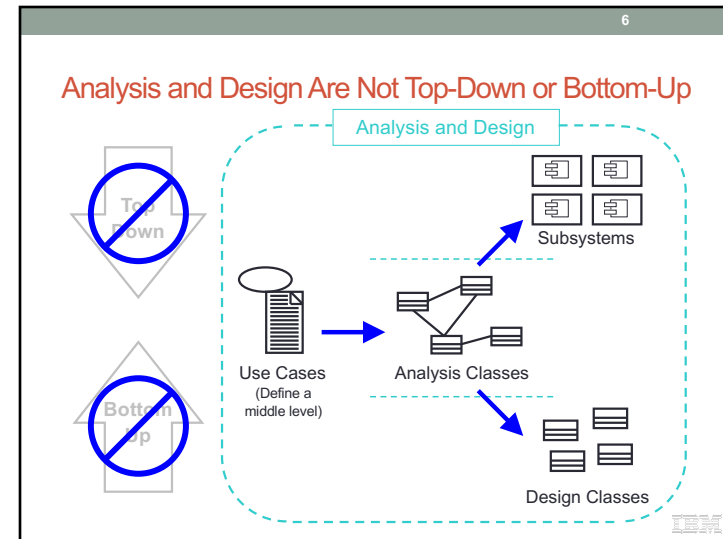 6
Analysis and Design Are Not Top-Down or Bottom-Up
Analysis and Design
Top
Down
Subsystems
Use Cases
(Define a
middle level)
Analysis Classes
Bottom
Up
Design Classes
IBM